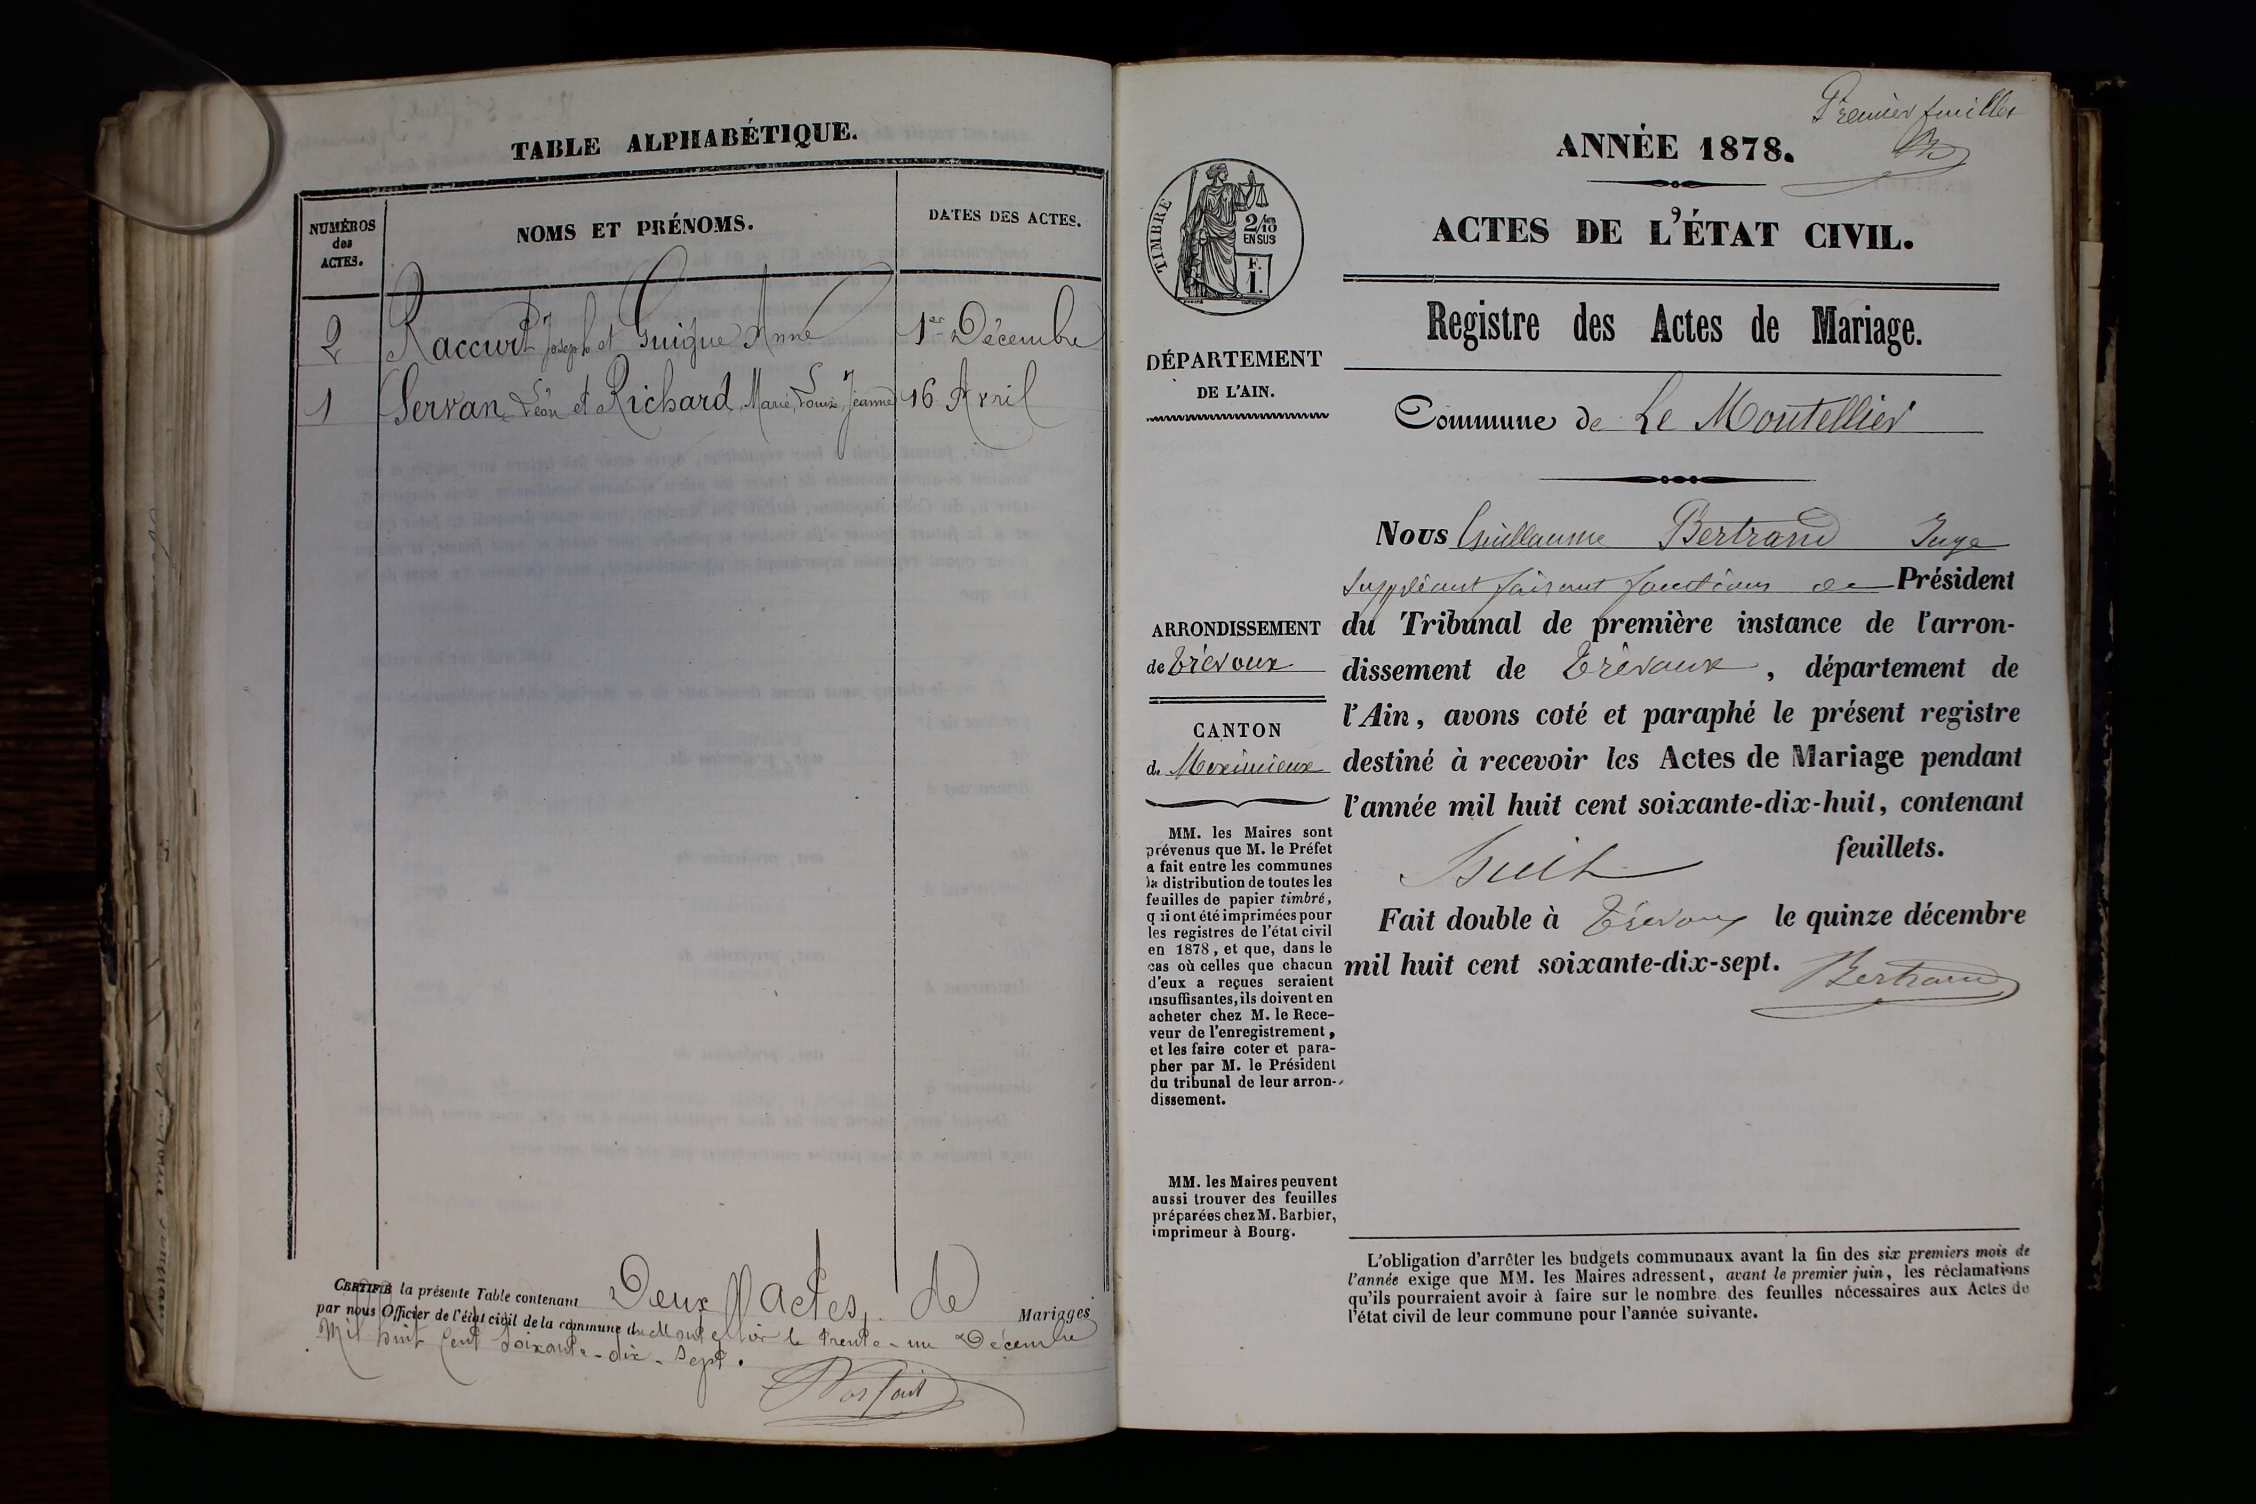 TABLE ALPHABÉTIQUE.
NUMÉROS
des
ACTES.
NOMS ET PRÉNOMS.
DATES DES ACTES.
2 Raccurt Joseph et Guigue Anne 1er Décembre
1 Servan, Léon et Richard, Marie, Louise, Jeanne 16 Avril
CERTIFIÉ la présente Table contenant Deux actes, de Mariages
par nous Officier de l'état civil de la commune du Montellier le trente-un Décembre
Mil huit Cent Soixante-dix-sept.
Premier feuillet
ANNÉE 1878.
ACTES DE L'ÉTAT CIVIL.
TIMBRE
2/10
EN SUS
F.
1.
Registre des Actes de Mariage.
DÉPARTEMENT
DE L'AIN.
Commune de Le Montellier
Nous Guillaume Bertrand Juge
suppléant faisant fonctions de Président
du Tribunal de première instance de l'arron-
dissement de Trévoux, département de
l'Ain, avons coté et paraphé le présent registre
destiné à recevoir les Actes de Mariage pendant
l'année mil huit cent soixante-dix-huit, contenant
huit feuillets.
Fait double à Trévoux le quinze décembre
mil huit cent soixante-dix-sept.
Bertrand
ARRONDISSEMENT
de Trévoux
CANTON
de Meximieux
MM. les Maires sont
prévenus que M. le Préfet
a fait entre les communes
la distribution de toutes les
feuilles de papier timbré,
qui ont été imprimées pour
les registres de l'état civil
en 1878, et que, dans le
cas où celles que chacun
d'eux a reçues seraient
insuffisantes, ils doivent en
acheter chez M. le Rece-
veur de l'enregistrement,
et les faire coter et para-
pher par M. le Président
du tribunal de leur arron-
dissement.
MM. les Maires peuvent
aussi trouver des feuilles
préparées chez M. Barbier,
imprimeur à Bourg.
L'obligation d'arrêter les budgets communaux avant la fin des six premiers mois de
l'année exige que MM. les Maires adressent, avant le premier juin, les réclamations
qu'ils pourraient avoir à faire sur le nombre des feuilles nécessaires aux Actes de
l'état civil de leur commune pour l'année suivante.